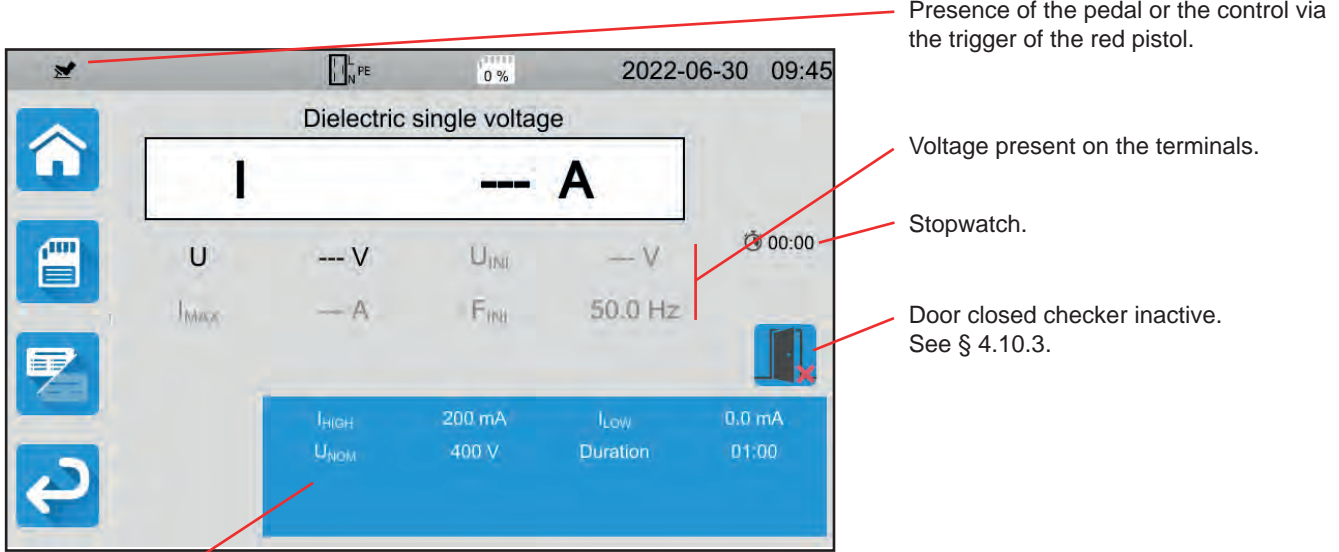 Presence of the pedal or the control via
the trigger of the red pistol.
L
N PE
0 %
2022-06-30 09:45
Dielectric single voltage
I --- A
Voltage present on the terminals.
Stopwatch.
00:00
U --- V UINI --- V
IMAX --- A FINI 50.0 Hz
Door closed checker inactive.
See § 4.10.3.
IHIGH 200 mA ILOW 0.0 mA
UNOM 400 V Duration 01:00